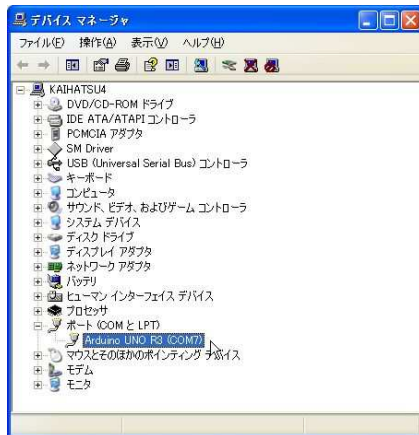 デバイス マネージャ
ファイル(F) 操作(A) 表示(V) ヘルプ(H)
KAIHATSU4
DVD/CD-ROM ドライブ
IDE ATA/ATAPI コントローラ
PCMCIA アダプタ
SM Driver
USB (Universal Serial Bus) コントローラ
キーボード
コンピュータ
サウンド、ビデオ、およびゲーム コントローラ
システム デバイス
ディスク ドライブ
ディスプレイ アダプタ
ネットワーク アダプタ
バッテリ
ヒューマン インターフェイス デバイス
プロセッサ
ポート (COM と LPT)
Arduino UNO R3 (COM7)
マウスとそのほかのポインティング デバイス
モデム
モニタ